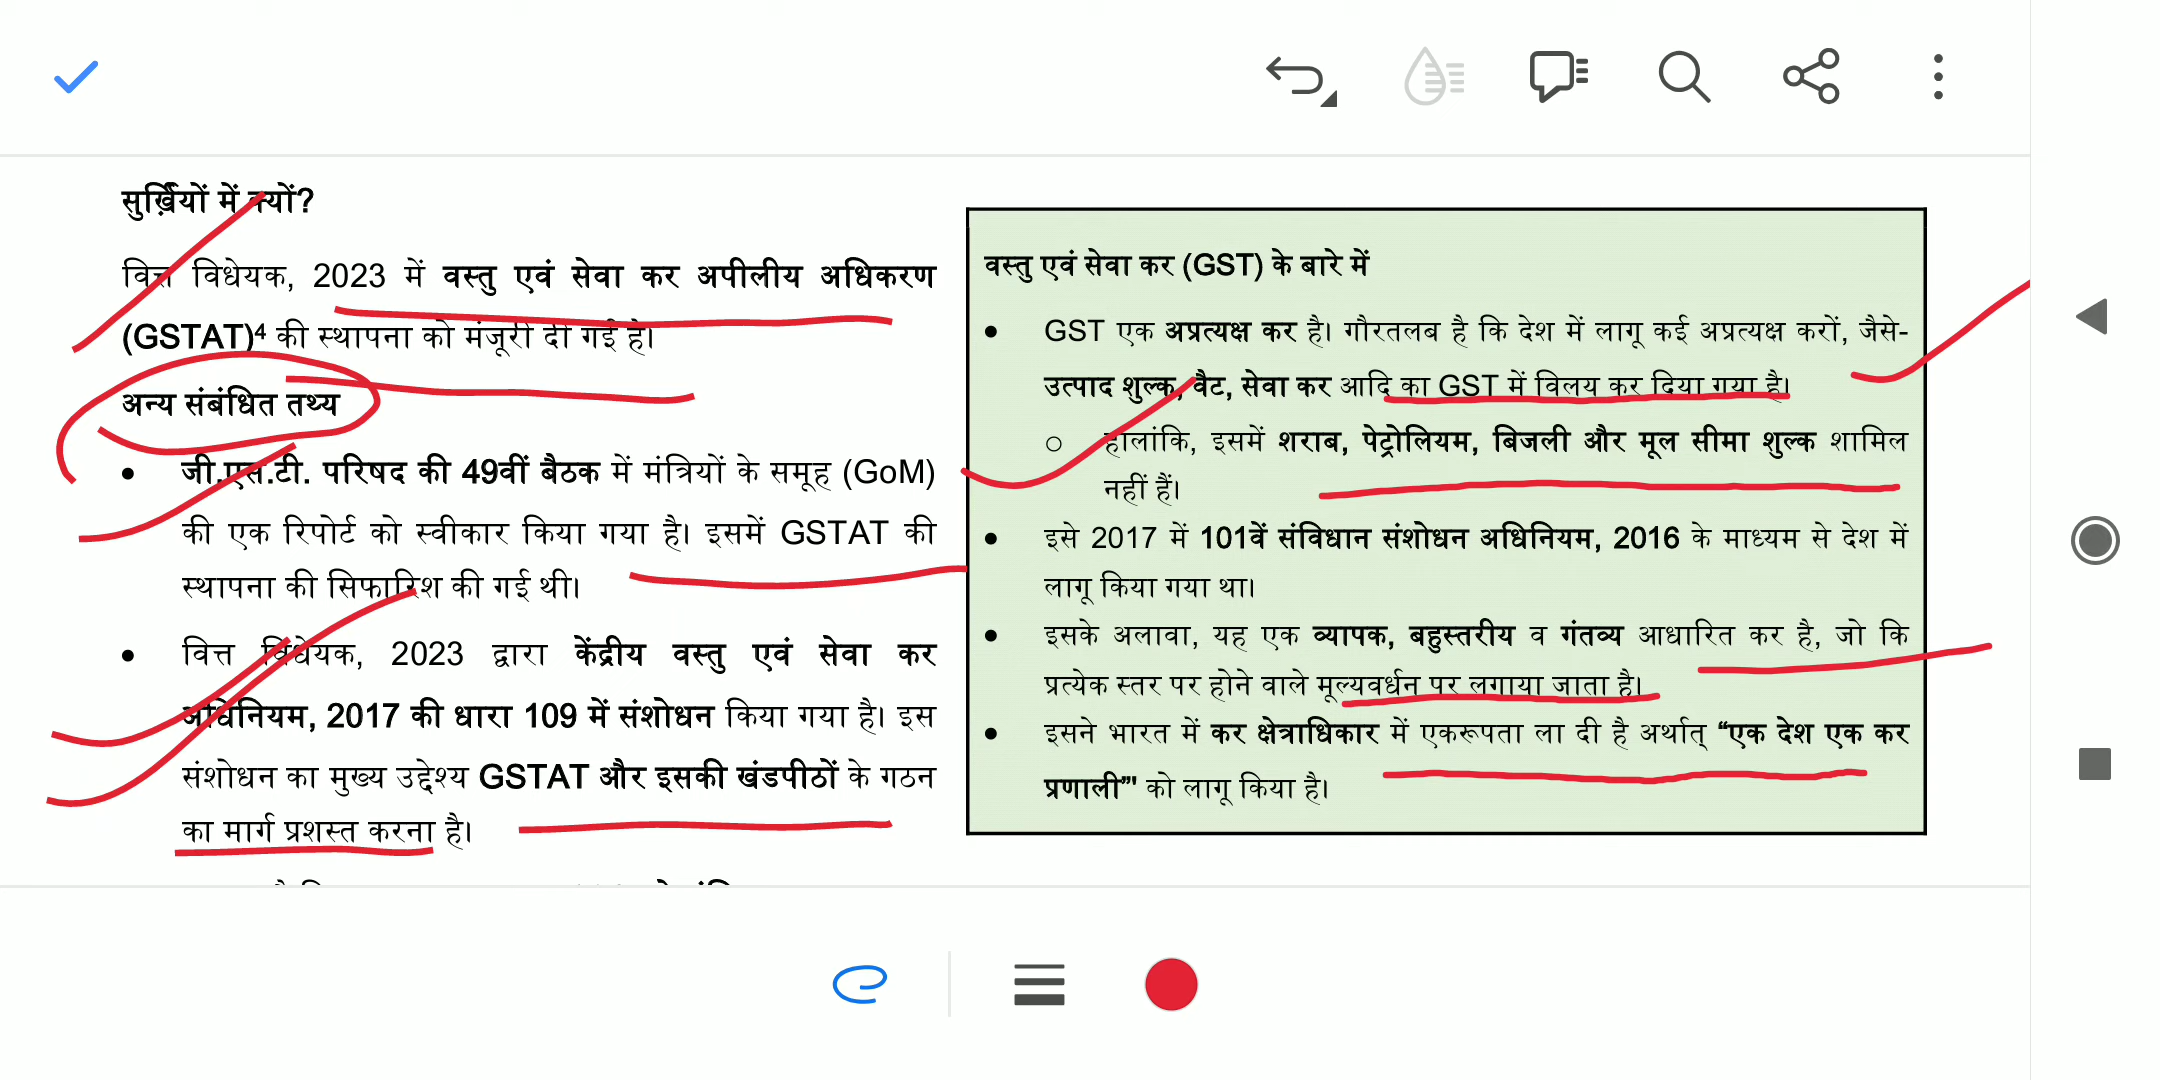 सुर्ख़ियों में क्यों?
वित्त विधेयक, 2023 में वस्तु एवं सेवा कर अपीलीय अधिकरण
(GSTAT)⁴ की स्थापना को मंजूरी दी गई है।
अन्य संबंधित तथ्य
● जी.एस.टी. परिषद की 49वीं बैठक में मंत्रियों के समूह (GoM)
की एक रिपोर्ट को स्वीकार किया गया है। इसमें GSTAT की
स्थापना की सिफारिश की गई थी।
● वित्त विधेयक, 2023 द्वारा केंद्रीय वस्तु एवं सेवा कर
अधिनियम, 2017 की धारा 109 में संशोधन किया गया है। इस
संशोधन का मुख्य उद्देश्य GSTAT और इसकी खंडपीठों के गठन
का मार्ग प्रशस्त करना है।
वस्तु एवं सेवा कर (GST) के बारे में
● GST एक अप्रत्यक्ष कर है। गौरतलब है कि देश में लागू कई अप्रत्यक्ष करों, जैसे-
उत्पाद शुल्क, वैट, सेवा कर आदि का GST में विलय कर दिया गया है।
○ हालांकि, इसमें शराब, पेट्रोलियम, बिजली और मूल सीमा शुल्क शामिल
नहीं हैं।
● इसे 2017 में 101वें संविधान संशोधन अधिनियम, 2016 के माध्यम से देश में
लागू किया गया था।
● इसके अलावा, यह एक व्यापक, बहुस्तरीय व गंतव्य आधारित कर है, जो कि
प्रत्येक स्तर पर होने वाले मूल्यवर्धन पर लगाया जाता है।
● इसने भारत में कर क्षेत्राधिकार में एकरूपता ला दी है अर्थात् “एक देश एक कर
प्रणाली”' को लागू किया है।